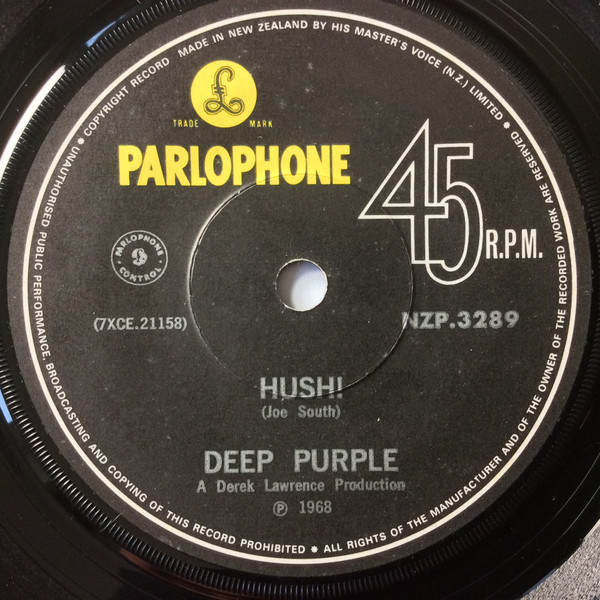 ✱ COPYRIGHT RECORD MADE IN NEW ZEALAND BY HIS MASTER'S VOICE (N.Z.) LIMITED ✱ ALL RIGHTS OF THE MANUFACTURER AND OF THE OWNER OF THE RECORDED WORK ARE RESERVED
✱ UNAUTHORISED PUBLIC PERFORMANCE, BROADCASTING AND COPYING OF THIS RECORD PROHIBITED
£
TRADE MARK
PARLOPHONE
45 R.P.M.
PARLOPHONE £ CONTROL
(7XCE.21158)
NZP.3289
HUSH!
(Joe South)
DEEP PURPLE
A Derek Lawrence Production
Ⓟ 1968